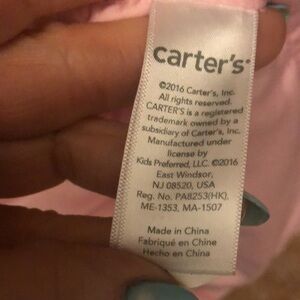 carter's®
©2016 Carter's, Inc.
All rights reserved.
CARTER'S is a registered
trademark owned by a
subsidiary of Carter's, Inc.
Manufactured under
license by
Kids Preferred, LLC. ©2016
East Windsor,
NJ 08520, USA
Reg. No. PA8253(HK),
ME-1353, MA-1507
Made in China
Fabriqué en Chine
Hecho en China